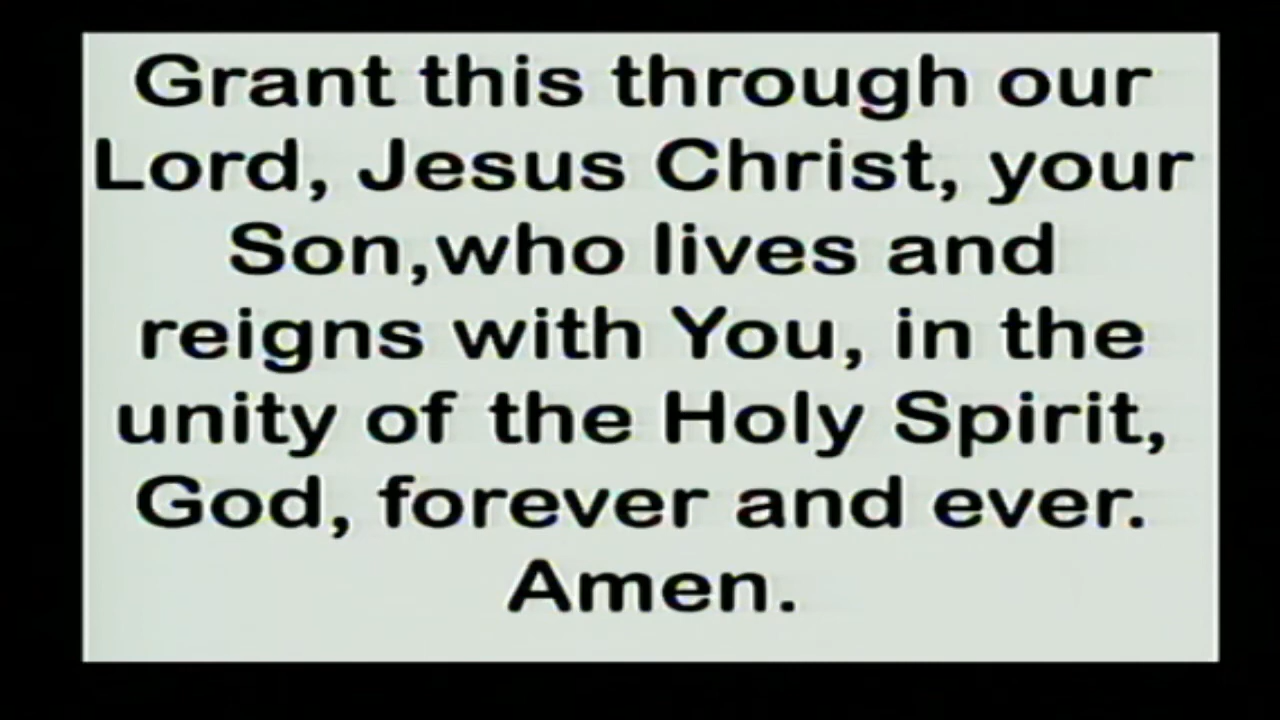 Grant this through our
Lord, Jesus Christ, your
Son,who lives and
reigns with You, in the
unity of the Holy Spirit,
God, forever and ever.
Amen.